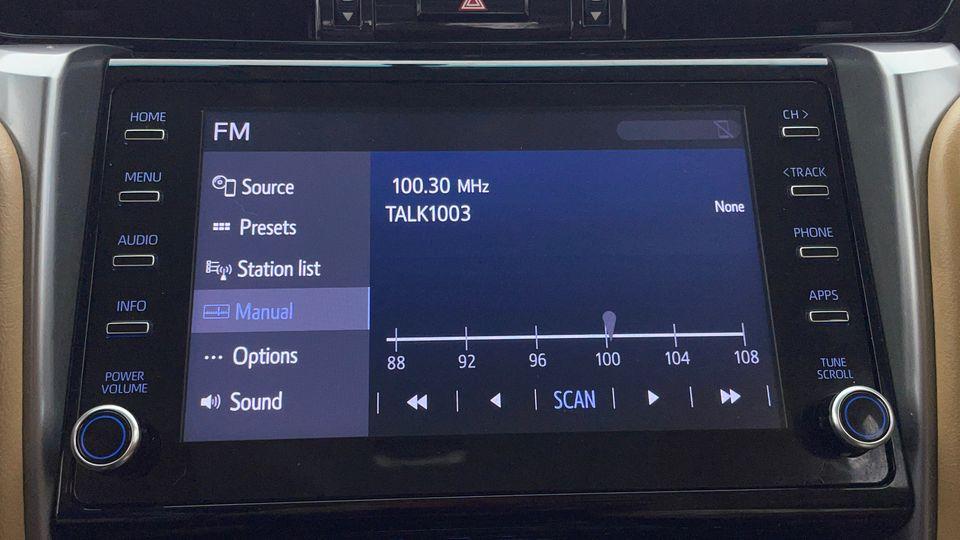 HOME
MENU
AUDIO
INFO
POWER
VOLUME
FM
Source
Presets
Station list
Manual
Options
Sound
100.30 MHz
TALK1003
None
88 92 96 100 104 108
SCAN
CH >
<TRACK
PHONE
APPS
TUNE
SCROLL